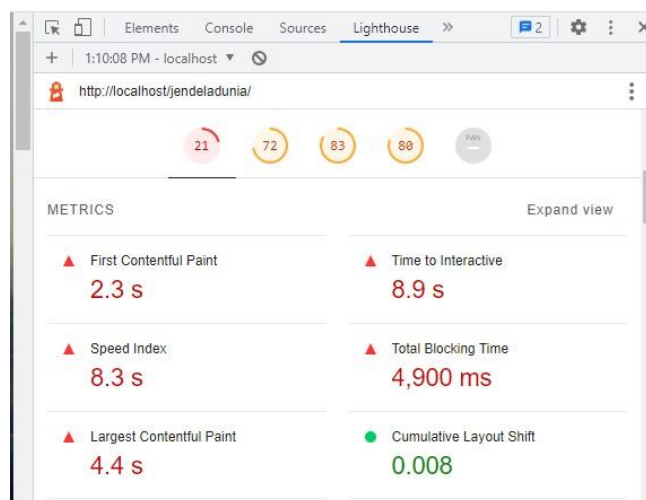 Elements Console Sources Lighthouse » 2
+ 1:10:08 PM - localhost ▼
http://localhost/jendeladunia/
21 72 83 80 PWA
METRICS Expand view
First Contentful Paint Time to Interactive
2.3 s 8.9 s
Speed Index Total Blocking Time
8.3 s 4,900 ms
Largest Contentful Paint Cumulative Layout Shift
4.4 s 0.008